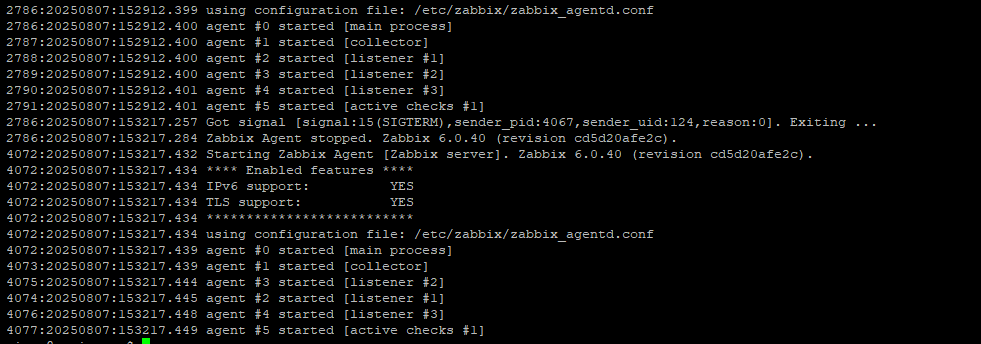 2786:20250807:152912.399 using configuration file: /etc/zabbix/zabbix_agentd.conf
2786:20250807:152912.400 agent #0 started [main process]
2787:20250807:152912.400 agent #1 started [collector]
2788:20250807:152912.400 agent #2 started [listener #1]
2789:20250807:152912.400 agent #3 started [listener #2]
2790:20250807:152912.401 agent #4 started [listener #3]
2791:20250807:152912.401 agent #5 started [active checks #1]
2786:20250807:153217.257 Got signal [signal:15(SIGTERM),sender_pid:4067,sender_uid:124,reason:0]. Exiting ...
2786:20250807:153217.284 Zabbix Agent stopped. Zabbix 6.0.40 (revision cd5d20afe2c).
4072:20250807:153217.432 Starting Zabbix Agent [Zabbix server]. Zabbix 6.0.40 (revision cd5d20afe2c).
4072:20250807:153217.434 **** Enabled features ****
4072:20250807:153217.434 IPv6 support:          YES
4072:20250807:153217.434 TLS support:           YES
4072:20250807:153217.434 **************************
4072:20250807:153217.434 using configuration file: /etc/zabbix/zabbix_agentd.conf
4072:20250807:153217.439 agent #0 started [main process]
4073:20250807:153217.439 agent #1 started [collector]
4075:20250807:153217.444 agent #3 started [listener #2]
4074:20250807:153217.445 agent #2 started [listener #1]
4076:20250807:153217.448 agent #4 started [listener #3]
4077:20250807:153217.449 agent #5 started [active checks #1]